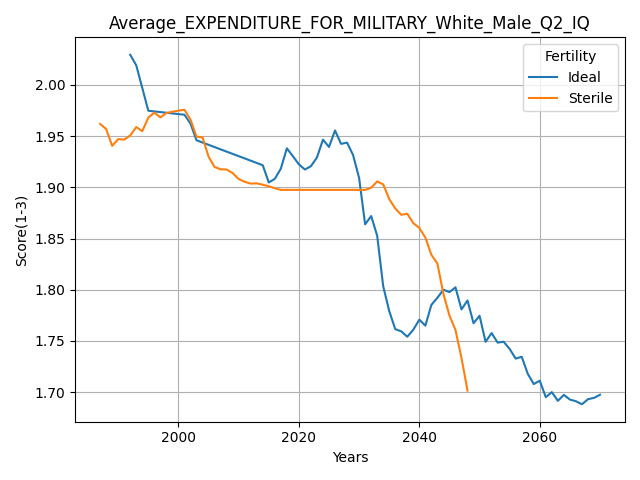 Average_EXPENDITURE_FOR_MILITARY_White_Male_Q2_IQ
Fertility
Ideal
Sterile
Score(1-3)
2.00
1.95
1.90
1.85
1.80
1.75
1.70
2000 2020 2040 2060
Years